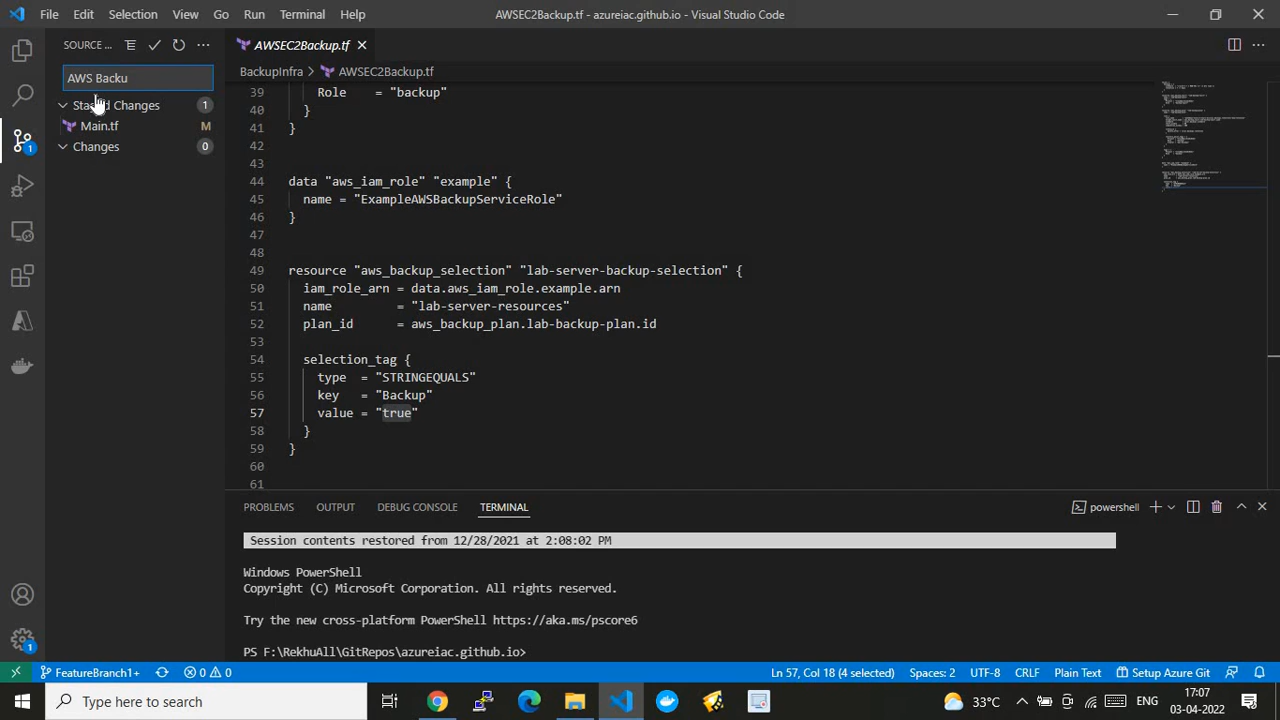 File Edit Selection View Go Run Terminal Help
AWSEC2Backup.tf - azureiac.github.io - Visual Studio Code
SOURCE ...
AWSEC2Backup.tf
BackupInfra > AWSEC2Backup.tf
AWS Backu
Staged Changes 1
Main.tf M
Changes 0
39 Role = "backup"
40 }
41 }
42
43
44 data "aws_iam_role" "example" {
45 name = "ExampleAWSBackupServiceRole"
46 }
47
48
49 resource "aws_backup_selection" "lab-server-backup-selection" {
50 iam_role_arn = data.aws_iam_role.example.arn
51 name = "lab-server-resources"
52 plan_id = aws_backup_plan.lab-backup-plan.id
53
54 selection_tag {
55 type = "STRINGEQUALS"
56 key = "Backup"
57 value = "true"
58 }
59 }
60
61
PROBLEMS OUTPUT DEBUG CONSOLE TERMINAL
powershell
Session contents restored from 12/28/2021 at 2:08:02 PM
Windows PowerShell
Copyright (C) Microsoft Corporation. All rights reserved.
Try the new cross-platform PowerShell https://aka.ms/pscore6
PS F:\RekhuAll\GitRepos\azureiac.github.io>
1
1
FeatureBranch1+ 0 0 Ln 57, Col 18 (4 selected) Spaces: 2 UTF-8 CRLF Plain Text Setup Azure Git
Type here to search
33°C
ENG
17:07
03-04-2022